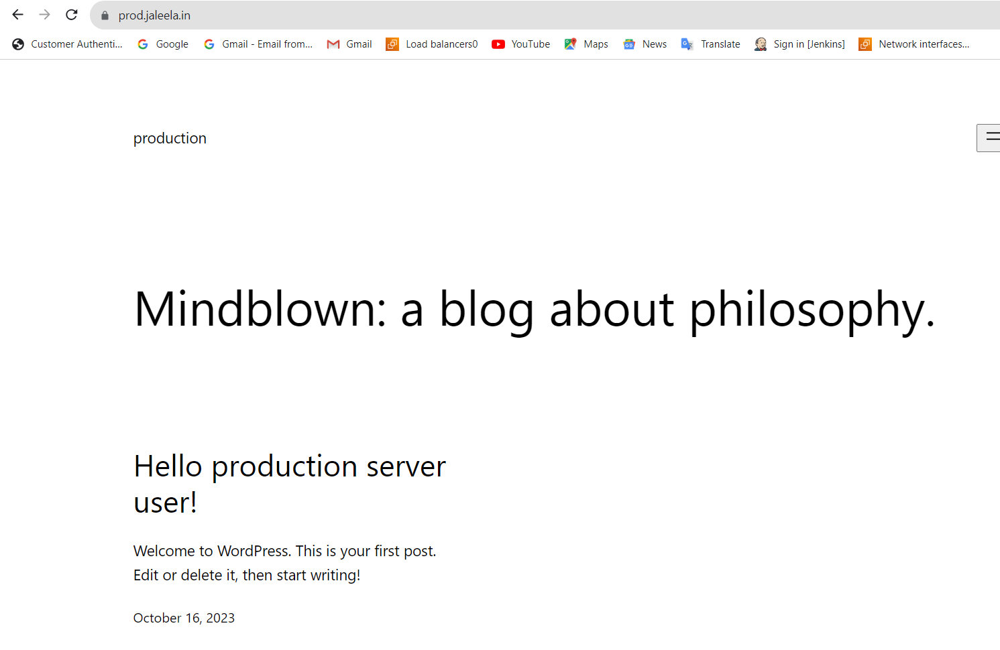 prod.jaleela.in
Customer Authenti... Google Gmail - Email from... Gmail Load balancers0 YouTube Maps News Translate Sign in [Jenkins] Network interfaces...
production
Mindblown: a blog about philosophy.
Hello production server
user!
Welcome to WordPress. This is your first post.
Edit or delete it, then start writing!
October 16, 2023